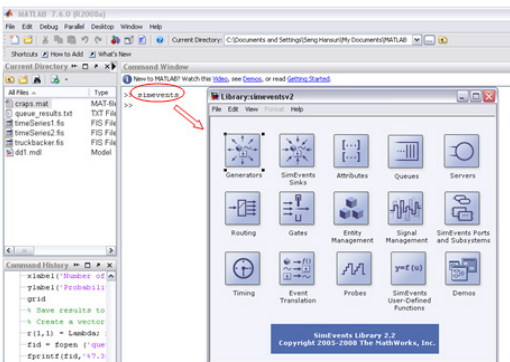 MATLAB 7.6.0 (R2008a)
File Edit Debug Parallel Desktop Window Help
Current Directory: C:\Documents and Settings\Seng Hansun\My Documents\MATLAB
Shortcuts How to Add What's New
Current Directory
Command Window
New to MATLAB? Watch this Video, see Demos, or read Getting Started.
All Files Type
craps.mat MAT-file
queue_results.txt TXT File
timeSeries1.fis FIS File
timeSeries2.fis FIS File
truckbacker.fis FIS File
dd1.mdl Model
>> simevents
>>
Library:simeventsv2
File Edit View Format Help
Generators SimEvents Sinks Attributes Queues Servers
Routing Gates Entity Management Signal Management SimEvents Ports and Subsystems
Timing Event Translation Probes SimEvents User-Defined Functions Demos
SimEvents Library 2.2
Copyright 2005-2008 The MathWorks, Inc.
Command History
xlabel('Number of
ylabel('Probabili
grid
% Save results to
% Create a vector
r(1,1) = Lambda;
fid = fopen ('que
fprintf(fid,'%7.3